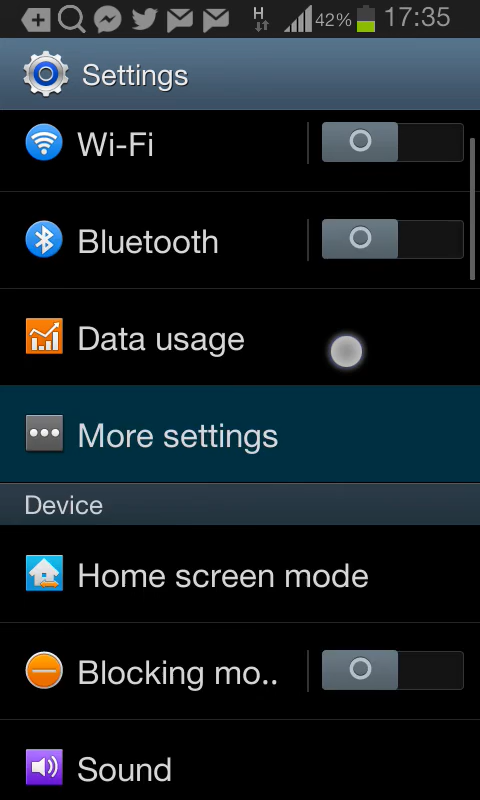 H 42% 17:35
Settings
Wi-Fi
Bluetooth
Data usage
More settings
Device
Home screen mode
Blocking mo..
Sound